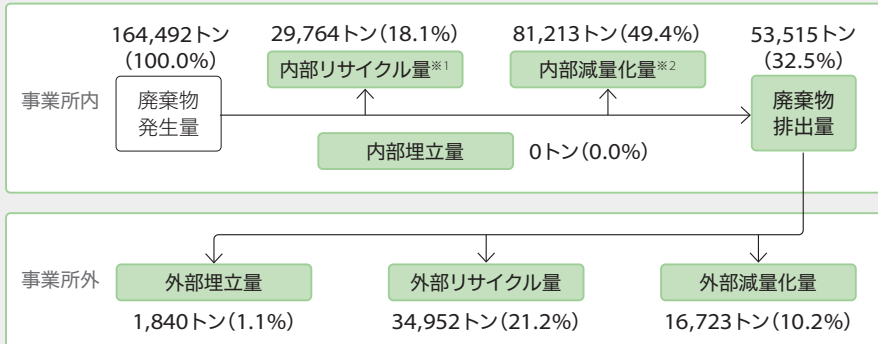 164,492トン
(100.0%)
29,764トン(18.1%)
81,213トン(49.4%)
53,515トン
(32.5%)
内部リサイクル量※1
内部減量化量※2
事業所内
廃棄物
発生量
廃棄物
排出量
内部埋立量
0トン(0.0%)
事業所外
外部埋立量
外部リサイクル量
外部減量化量
1,840トン(1.1%)
34,952トン(21.2%)
16,723トン(10.2%)